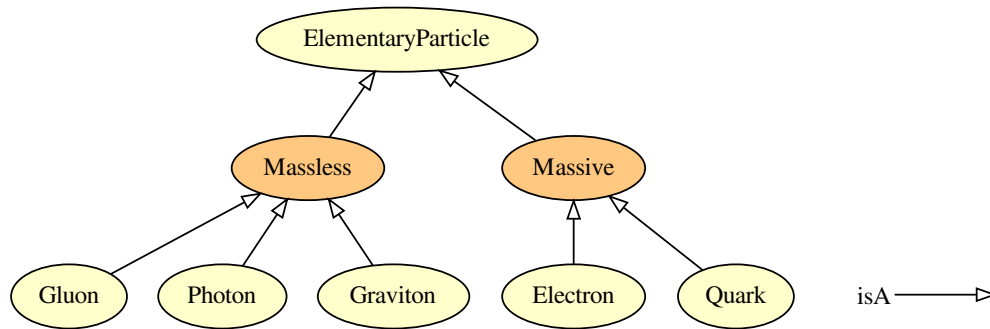 ElementaryParticle
Massless
Massive
Gluon
Photon
Graviton
Electron
Quark
isA